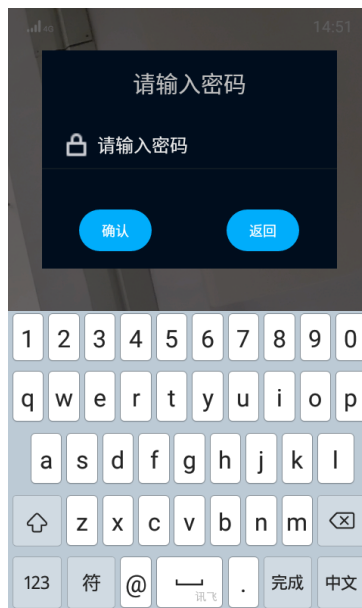 4G 14:51
请输入密码
请输入密码
确认 返回
1 2 3 4 5 6 7 8 9 0
q w e r t y u i o p
a s d f g h j k l
z x c v b n m
123 符 @ 讯飞 . 完成 中文